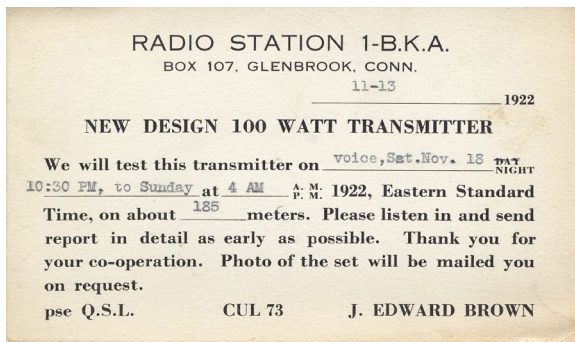 RADIO STATION 1-B.K.A.
BOX 107, GLENBROOK, CONN.
11-13
1922
NEW DESIGN 100 WATT TRANSMITTER
We will test this transmitter on voice,Sat.Nov. 18 DAY NIGHT
10:30 PM, to Sunday at 4 AM A. M. P. M. 1922, Eastern Standard
Time, on about 185 meters. Please listen in and send
report in detail as early as possible. Thank you for
your co-operation. Photo of the set will be mailed you
on request.
pse Q.S.L. CUL 73 J. EDWARD BROWN